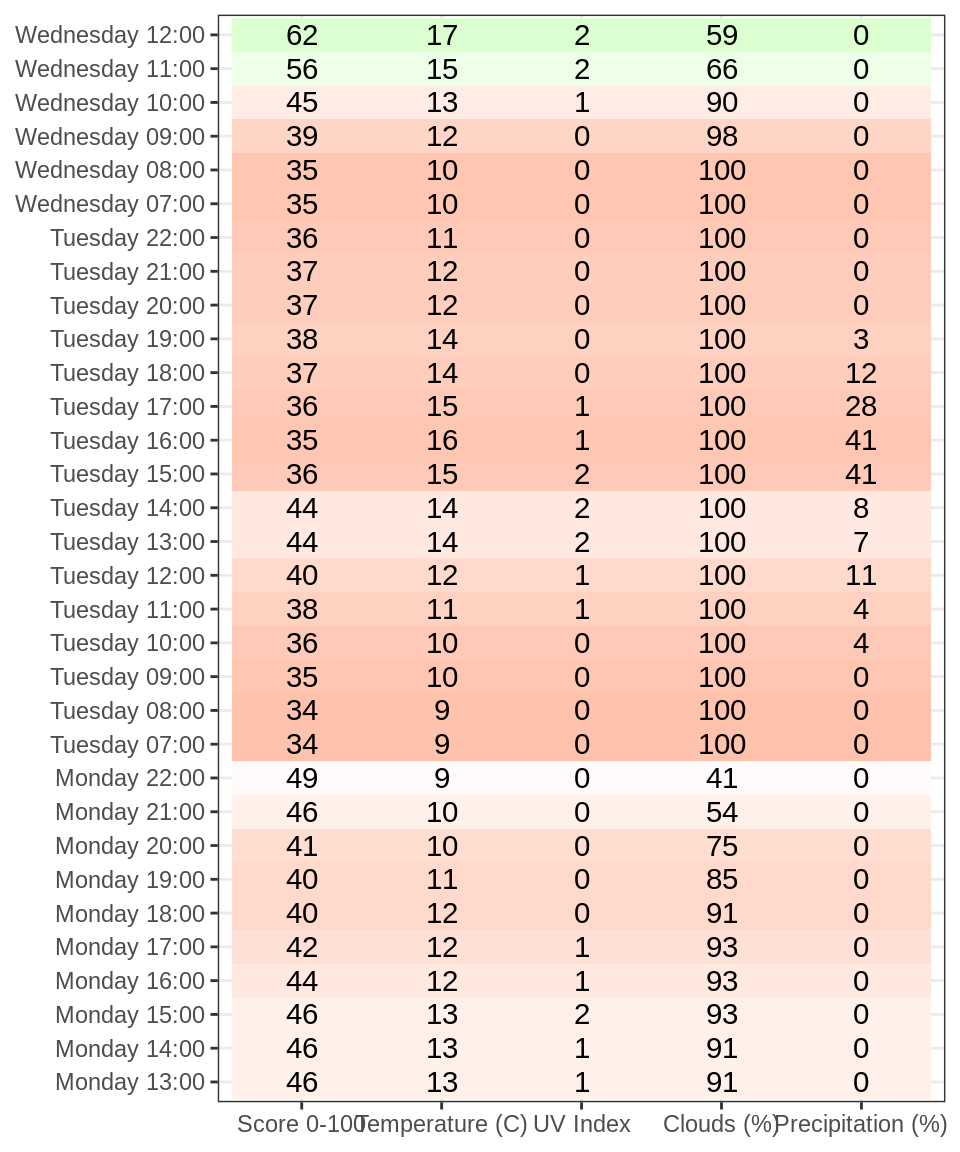 Wednesday 12:00 62 17 2 59 0
Wednesday 11:00 56 15 2 66 0
Wednesday 10:00 45 13 1 90 0
Wednesday 09:00 39 12 0 98 0
Wednesday 08:00 35 10 0 100 0
Wednesday 07:00 35 10 0 100 0
Tuesday 22:00 36 11 0 100 0
Tuesday 21:00 37 12 0 100 0
Tuesday 20:00 37 12 0 100 0
Tuesday 19:00 38 14 0 100 3
Tuesday 18:00 37 14 0 100 12
Tuesday 17:00 36 15 1 100 28
Tuesday 16:00 35 16 1 100 41
Tuesday 15:00 36 15 2 100 41
Tuesday 14:00 44 14 2 100 8
Tuesday 13:00 44 14 2 100 7
Tuesday 12:00 40 12 1 100 11
Tuesday 11:00 38 11 1 100 4
Tuesday 10:00 36 10 0 100 4
Tuesday 09:00 35 10 0 100 0
Tuesday 08:00 34 9 0 100 0
Tuesday 07:00 34 9 0 100 0
Monday 22:00 49 9 0 41 0
Monday 21:00 46 10 0 54 0
Monday 20:00 41 10 0 75 0
Monday 19:00 40 11 0 85 0
Monday 18:00 40 12 0 91 0
Monday 17:00 42 12 1 93 0
Monday 16:00 44 12 1 93 0
Monday 15:00 46 13 2 93 0
Monday 14:00 46 13 1 91 0
Monday 13:00 46 13 1 91 0
Score 0-100 Temperature (C) UV Index Clouds (%) Precipitation (%)